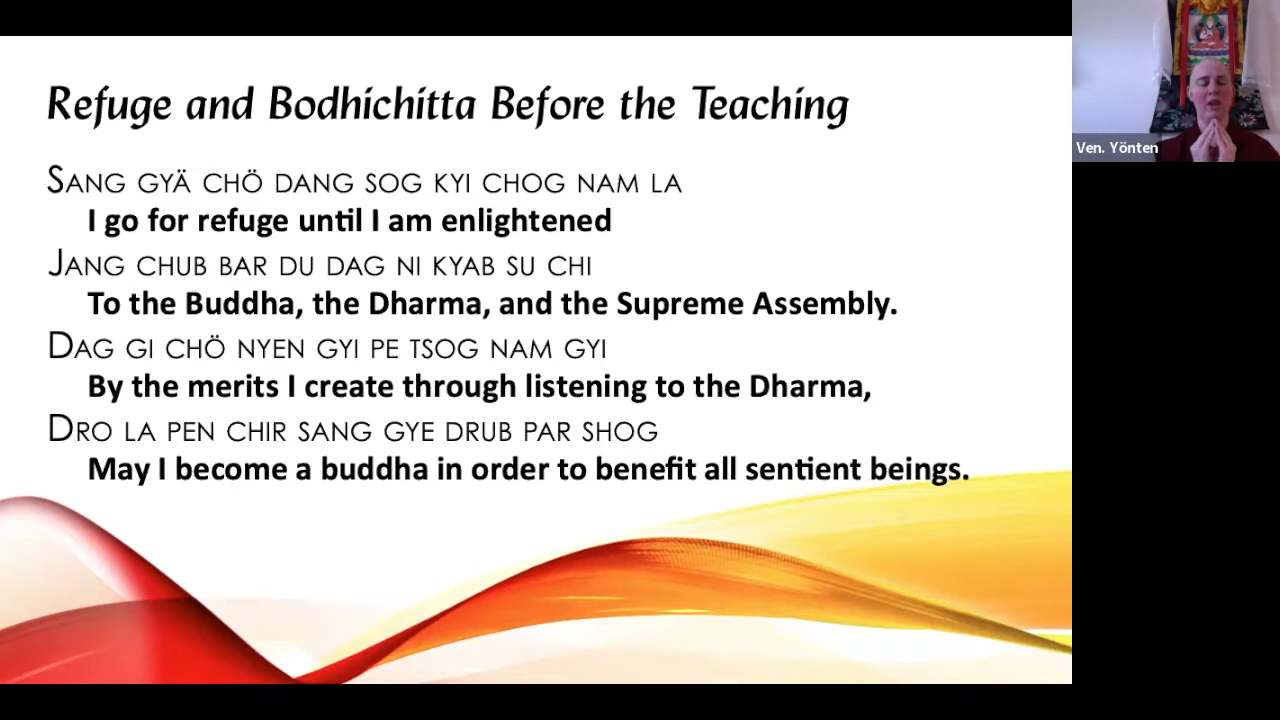 Refuge and Bodhichitta Before the Teaching
SANG GYÄ CHÖ DANG SOG KYI CHOG NAM LA
I go for refuge until I am enlightened
JANG CHUB BAR DU DAG NI KYAB SU CHI
To the Buddha, the Dharma, and the Supreme Assembly.
DAG GI CHÖ NYEN GYI PE TSOG NAM GYI
By the merits I create through listening to the Dharma,
DRO LA PEN CHIR SANG GYE DRUB PAR SHOG
May I become a buddha in order to benefit all sentient beings.
Ven. Yönten